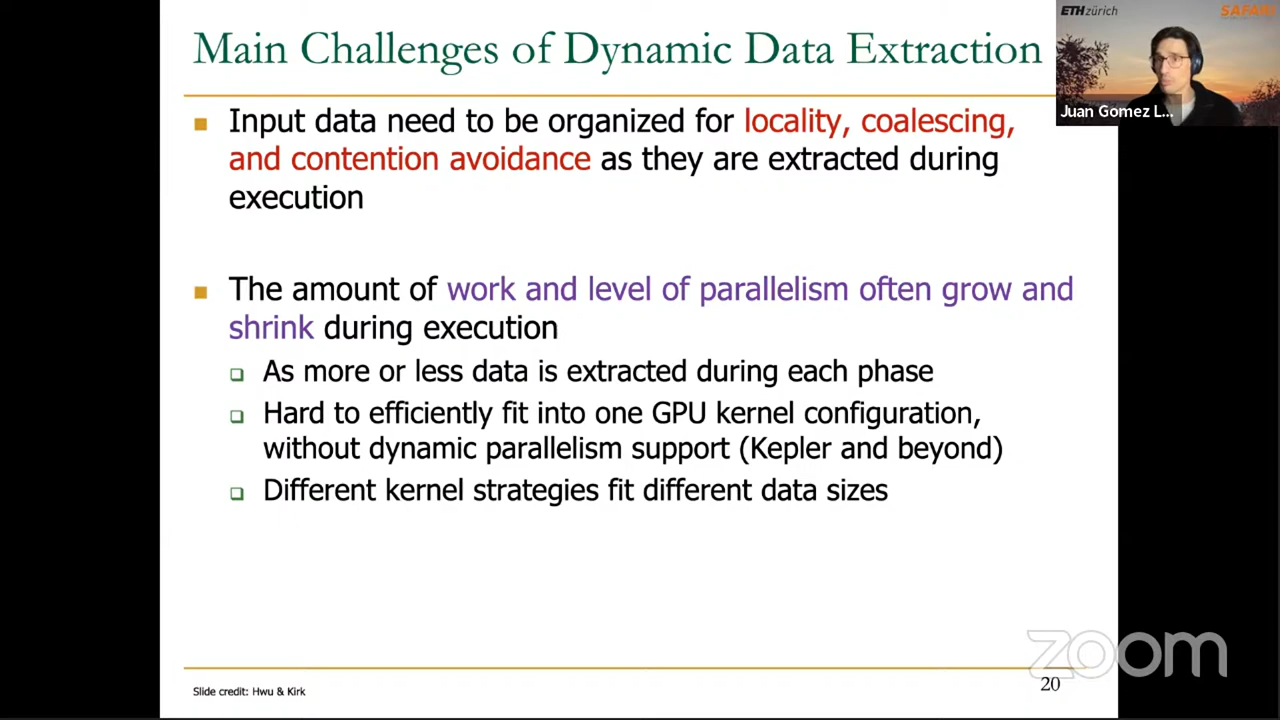 Main Challenges of Dynamic Data Extraction
ETH zürich
SAFARI
Juan Gomez L...
Input data need to be organized for locality, coalescing,
and contention avoidance as they are extracted during
execution
The amount of work and level of parallelism often grow and
shrink during execution
As more or less data is extracted during each phase
Hard to efficiently fit into one GPU kernel configuration,
without dynamic parallelism support (Kepler and beyond)
Different kernel strategies fit different data sizes
zoom
Slide credit: Hwu & Kirk
20